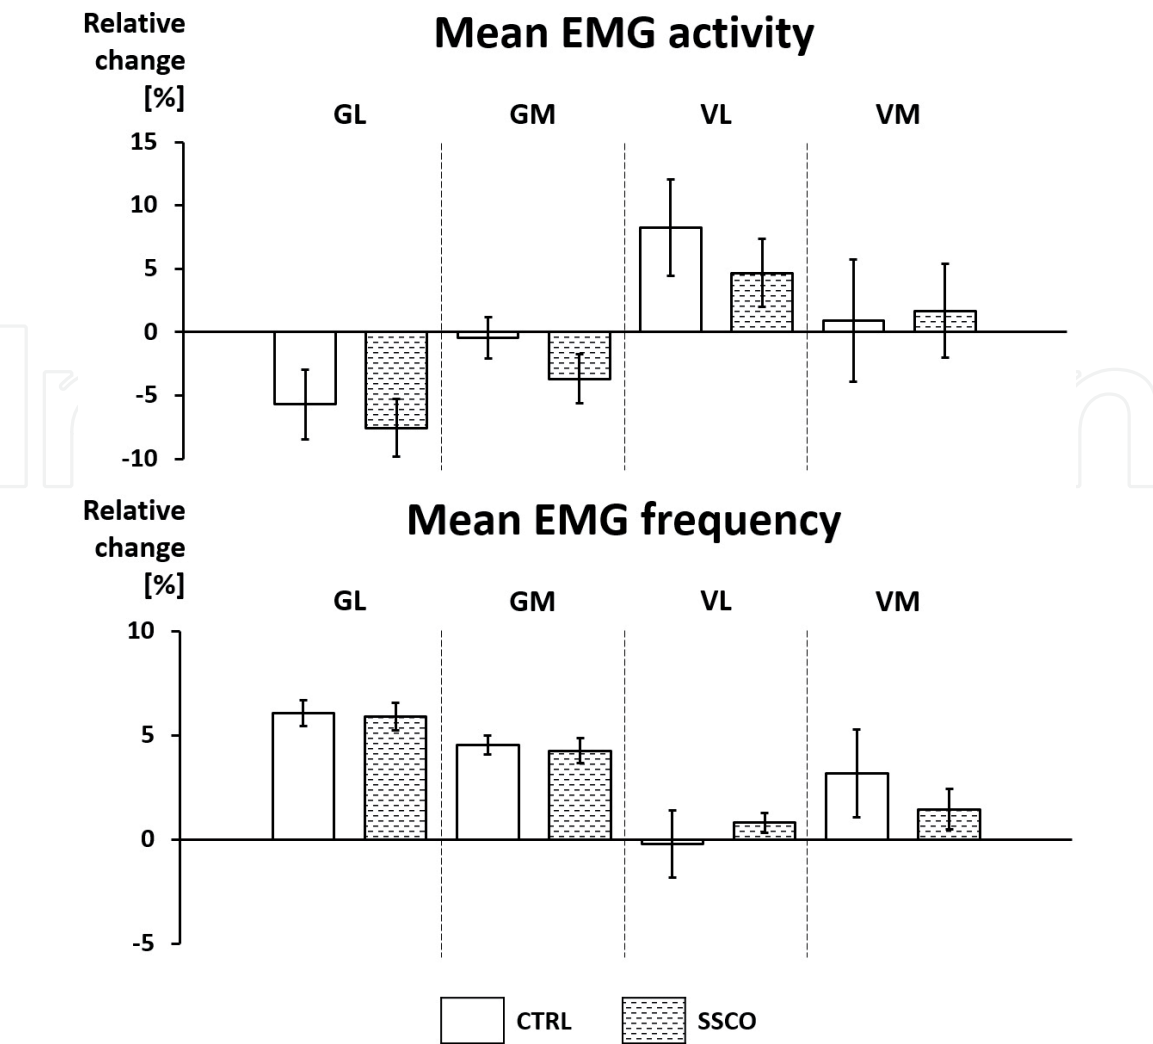 Relative
change
[%]
Mean EMG activity
GL GM VL VM
15
10
5
0
-5
-10
Relative
change
[%]
Mean EMG frequency
GL GM VL VM
10
5
0
-5
CTRL SSCO